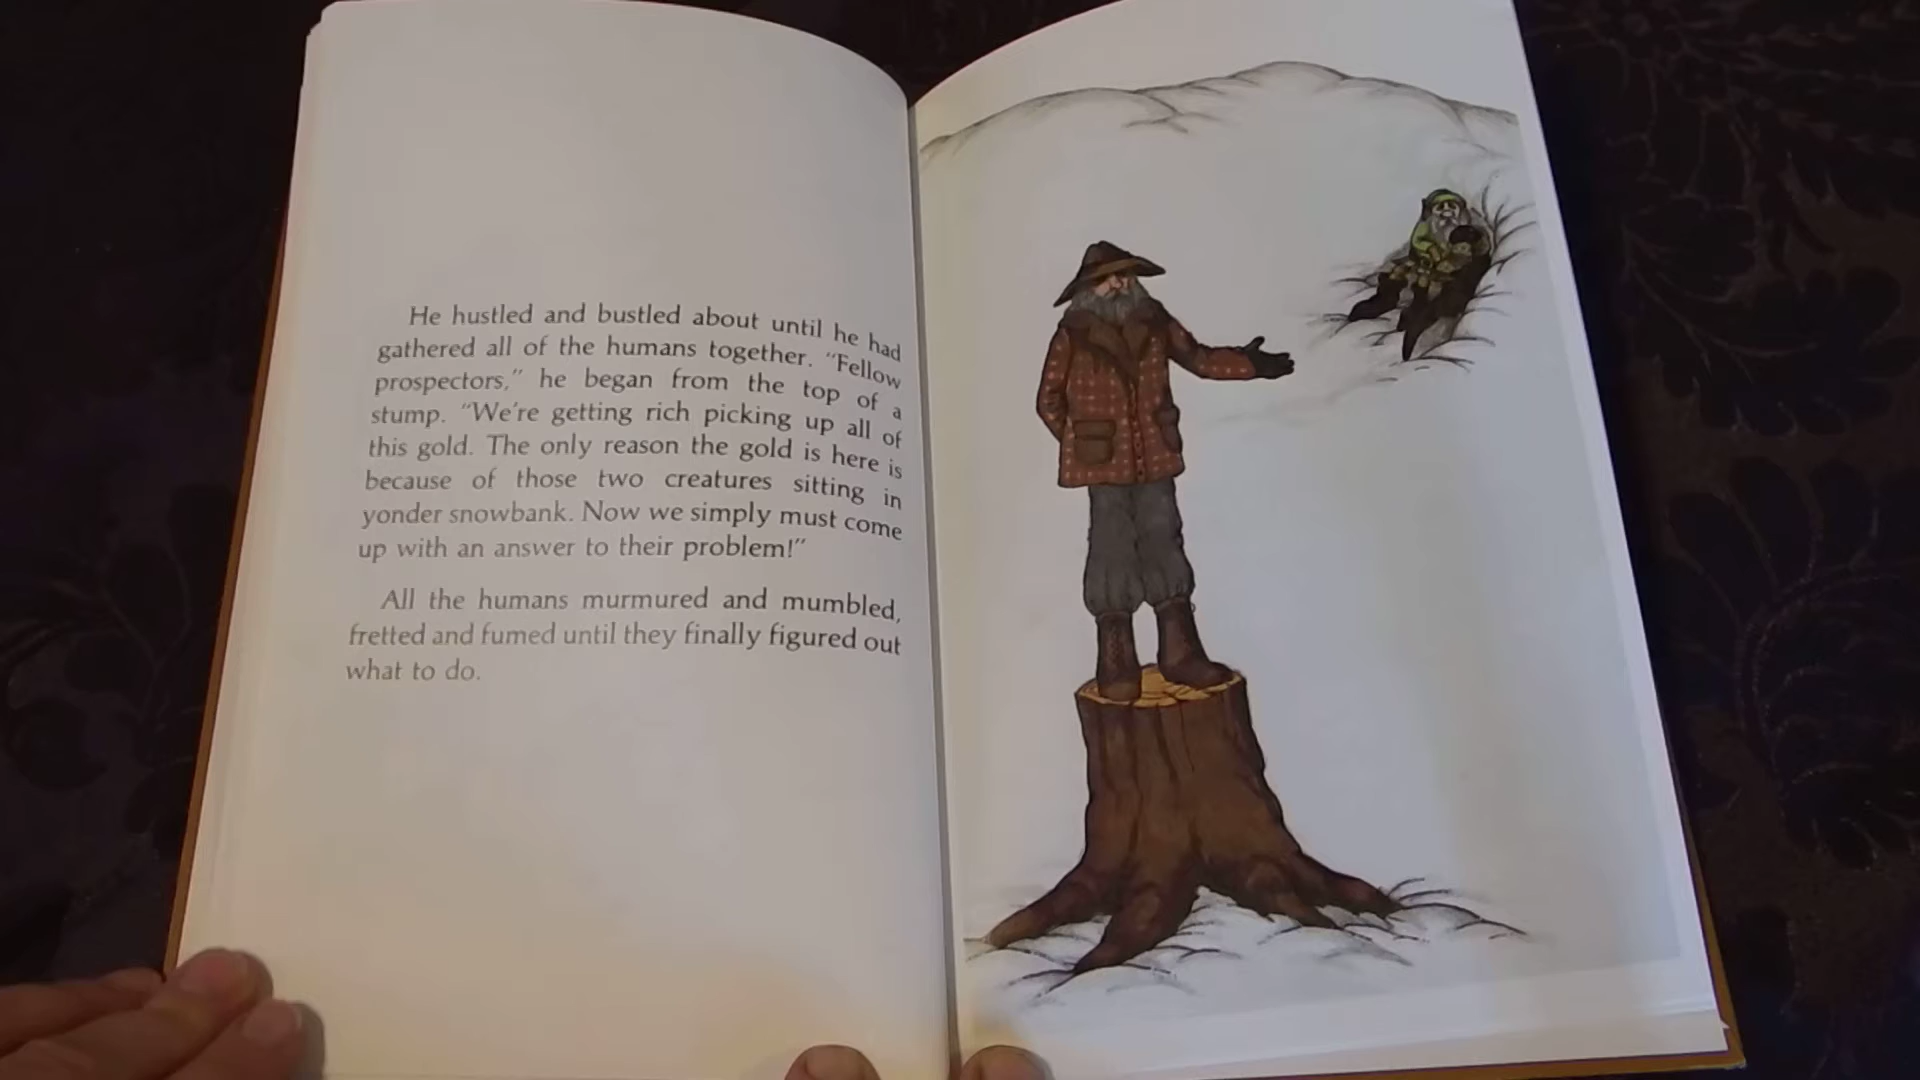 He hustled and bustled about until he had
gathered all of the humans together. “Fellow
prospectors,” he began from the top of a
stump. “We’re getting rich picking up all of
this gold. The only reason the gold is here is
because of those two creatures sitting in
yonder snowbank. Now we simply must come
up with an answer to their problem!”
All the humans murmured and mumbled,
fretted and fumed until they finally figured out
what to do.